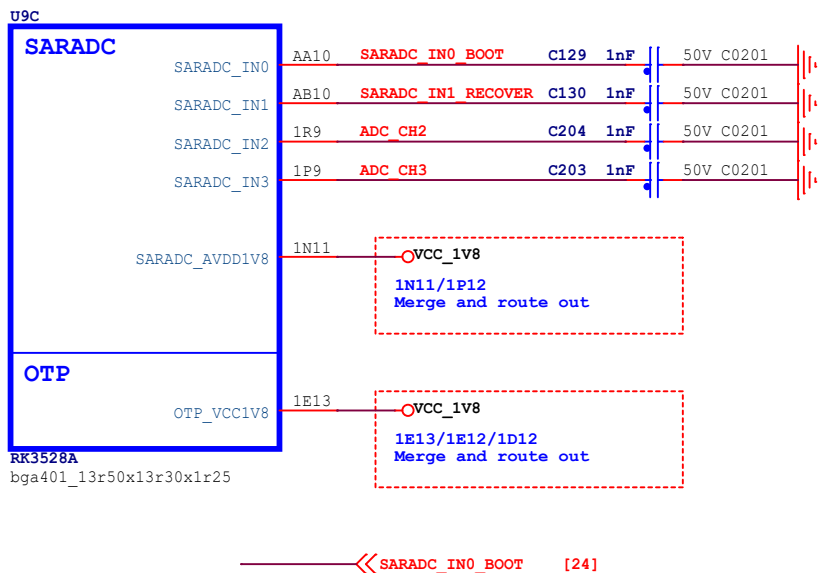 U9C
SARADC
SARADC_IN0 AA10 SARADC_IN0_BOOT C129 1nF 50V C0201
SARADC_IN1 AB10 SARADC_IN1_RECOVER C130 1nF 50V C0201
SARADC_IN2 1R9 ADC_CH2 C204 1nF 50V C0201
SARADC_IN3 1P9 ADC_CH3 C203 1nF 50V C0201
SARADC_AVDD1V8 1N11 VCC_1V8
1N11/1P12
Merge and route out
OTP
OTP_VCC1V8 1E13 VCC_1V8
1E13/1E12/1D12
Merge and route out
RK3528A
bga401_13r50x13r30x1r25
SARADC_IN0_BOOT [24]